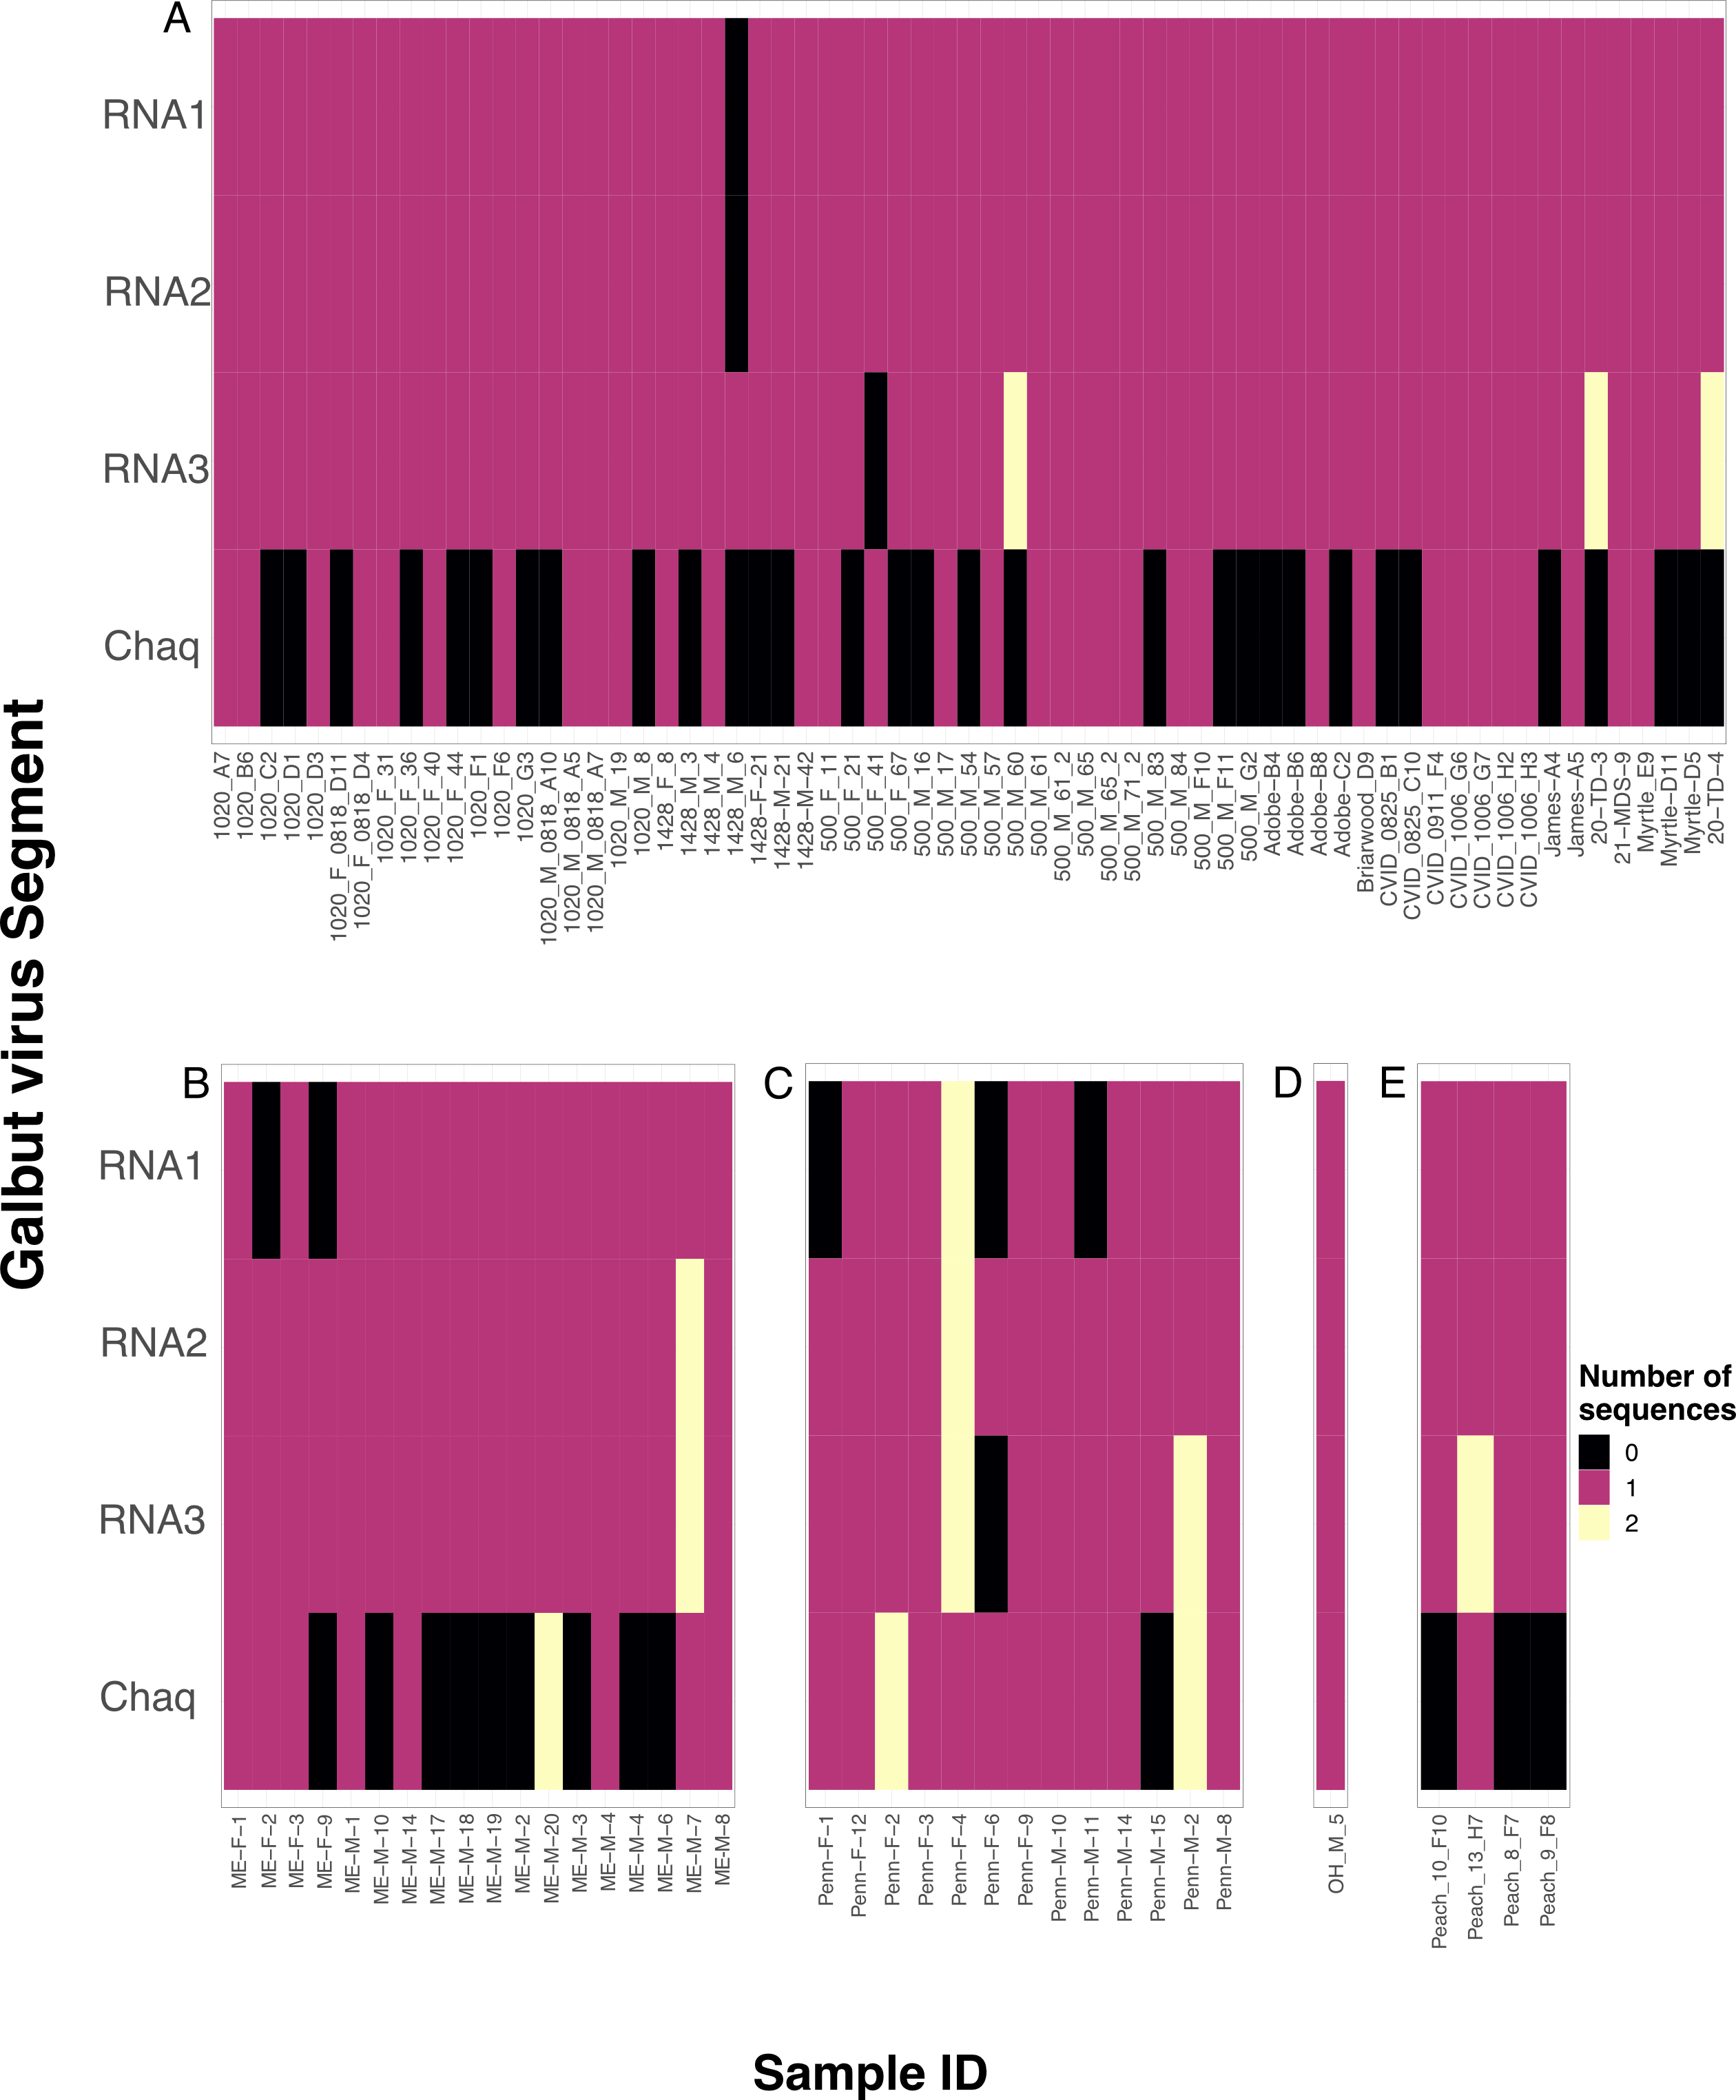 Galbut virus Segment
A
RNA1
RNA2
RNA3
Chaq
1020_A7
1020_B6
1020_C2
1020_D1
1020_D3
1020_F_0818_D11
1020_F_0818_D4
1020_F_31
1020_F_36
1020_F_40
1020_F_44
1020_F1
1020_F6
1020_G3
1020_M_0818_A10
1020_M_0818_A5
1020_M_0818_A7
1020_M_19
1020_M_8
1428_F_8
1428_M_3
1428_M_4
1428_M_6
1428-F-21
1428-M-21
1428-M-42
500_F_11
500_F_21
500_F_41
500_F_67
500_M_16
500_M_17
500_M_54
500_M_57
500_M_60
500_M_61
500_M_61_2
500_M_65
500_M_65_2
500_M_71_2
500_M_83
500_M_84
500_M_F10
500_M_F11
500_M_G2
Adobe-B4
Adobe-B6
Adobe-B8
Adobe-C2
Briarwood_D9
CVID_0825_B1
CVID_0825_C10
CVID_0911_F4
CVID_1006_G6
CVID_1006_G7
CVID_1006_H2
CVID_1006_H3
James-A4
James-A5
20-TD-3
21-MDS-9
Myrtle_E9
Myrtle-D11
Myrtle-D5
20-TD-4
B
RNA1
RNA2
RNA3
Chaq
ME-F-1
ME-F-2
ME-F-3
ME-F-9
ME-M-1
ME-M-10
ME-M-14
ME-M-17
ME-M-18
ME-M-19
ME-M-2
ME-M-20
ME-M-3
ME-M-4
ME-M-4
ME-M-6
ME-M-7
ME-M-8
C
Penn-F-1
Penn-F-12
Penn-F-2
Penn-F-3
Penn-F-4
Penn-F-6
Penn-F-9
Penn-M-10
Penn-M-11
Penn-M-14
Penn-M-15
Penn-M-2
Penn-M-8
D
OH_M_5
E
Peach_10_F10
Peach_13_H7
Peach_8_F7
Peach_9_F8
Number of
sequences
0
1
2
Sample ID